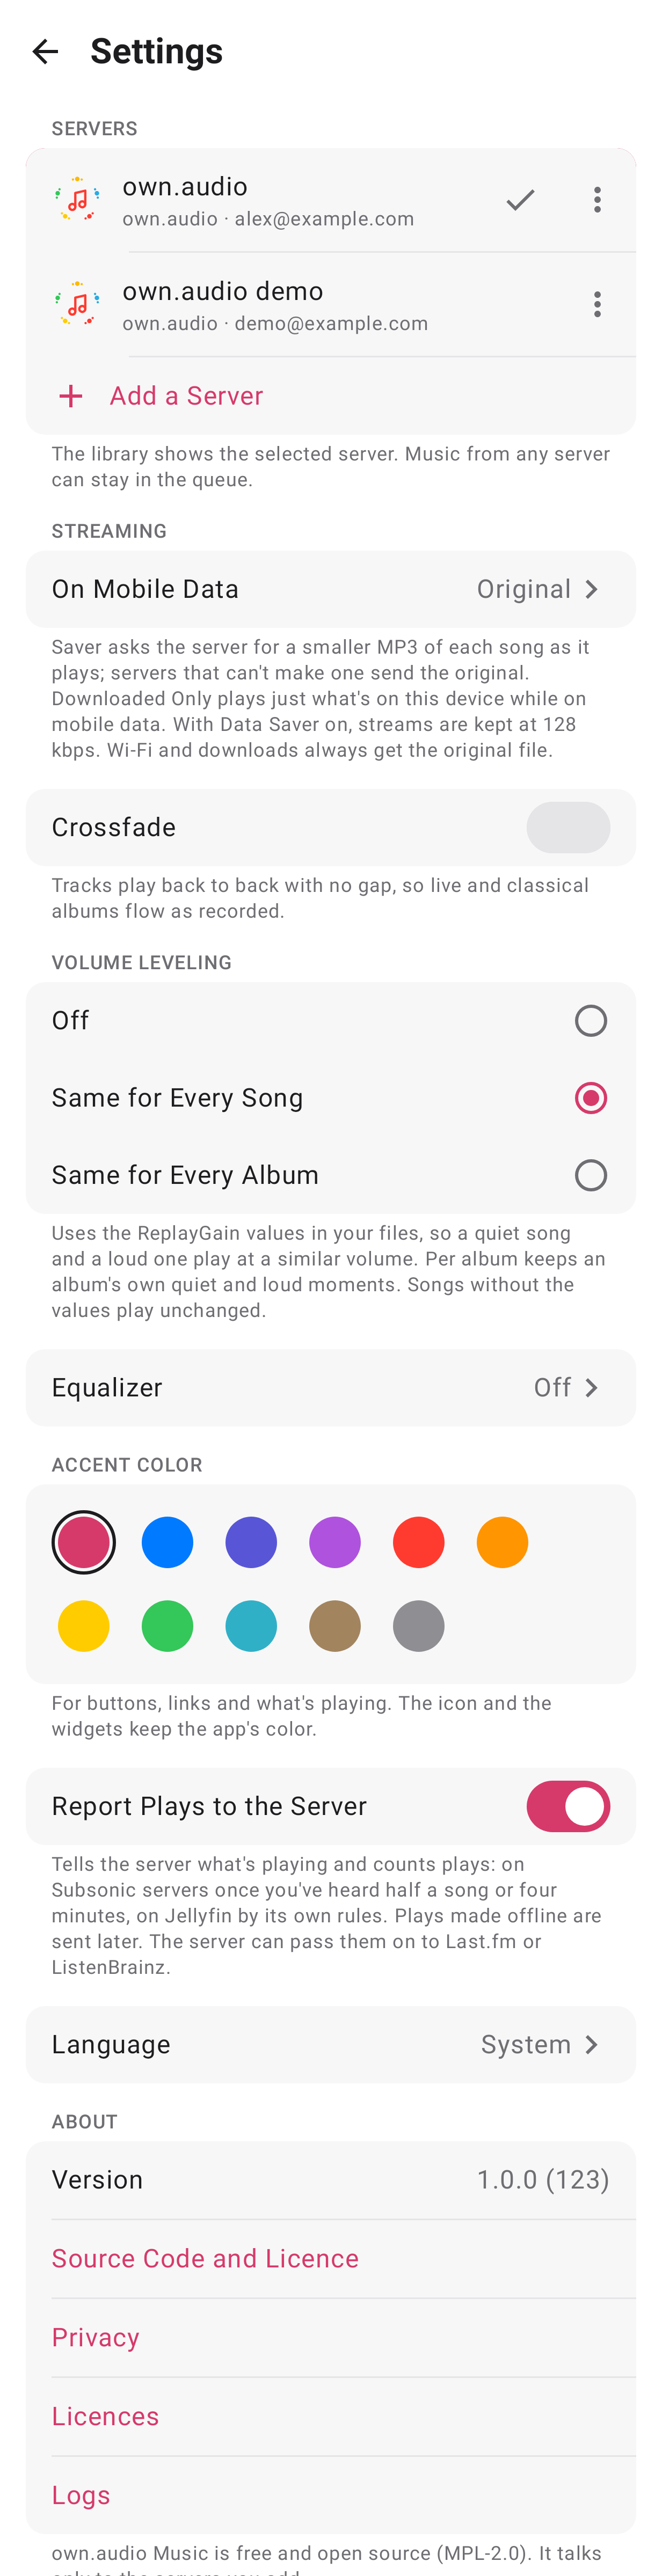 Settings
SERVERS
own.audio
own.audio · alex@example.com
own.audio demo
own.audio · demo@example.com
Add a Server
The library shows the selected server. Music from any server
can stay in the queue.
STREAMING
On Mobile Data
Original
Saver asks the server for a smaller MP3 of each song as it
plays; servers that can't make one send the original.
Downloaded Only plays just what's on this device while on
mobile data. With Data Saver on, streams are kept at 128
kbps. Wi-Fi and downloads always get the original file.
Crossfade
Tracks play back to back with no gap, so live and classical
albums flow as recorded.
VOLUME LEVELING
Off
Same for Every Song
Same for Every Album
Uses the ReplayGain values in your files, so a quiet song
and a loud one play at a similar volume. Per album keeps an
album's own quiet and loud moments. Songs without the
values play unchanged.
Equalizer
Off
ACCENT COLOR
For buttons, links and what's playing. The icon and the
widgets keep the app's color.
Report Plays to the Server
Tells the server what's playing and counts plays: on
Subsonic servers once you've heard half a song or four
minutes, on Jellyfin by its own rules. Plays made offline are
sent later. The server can pass them on to Last.fm or
ListenBrainz.
Language
System
ABOUT
Version
1.0.0 (123)
Source Code and Licence
Privacy
Licences
Logs
own.audio Music is free and open source (MPL-2.0). It talks